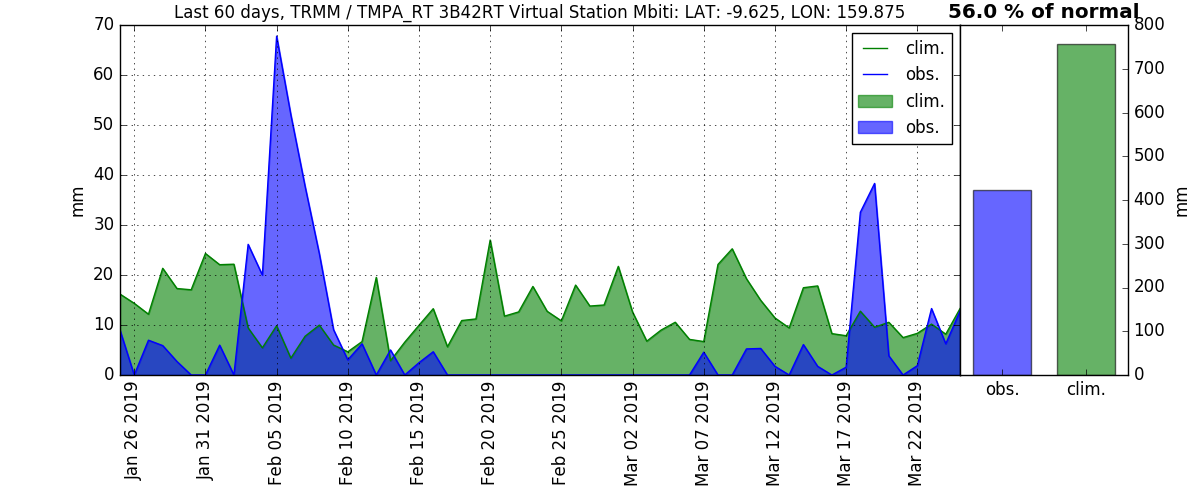 Last 60 days, TRMM / TMPA_RT 3B42RT Virtual Station Mbiti: LAT: -9.625, LON: 159.875
56.0 % of normal
70
60
50
40
30
20
10
0
mm
clim.
obs.
clim.
obs.
800
700
600
500
400
300
200
100
0
mm
Jan 26 2019
Jan 31 2019
Feb 05 2019
Feb 10 2019
Feb 15 2019
Feb 20 2019
Feb 25 2019
Mar 02 2019
Mar 07 2019
Mar 12 2019
Mar 17 2019
Mar 22 2019
obs.
clim.